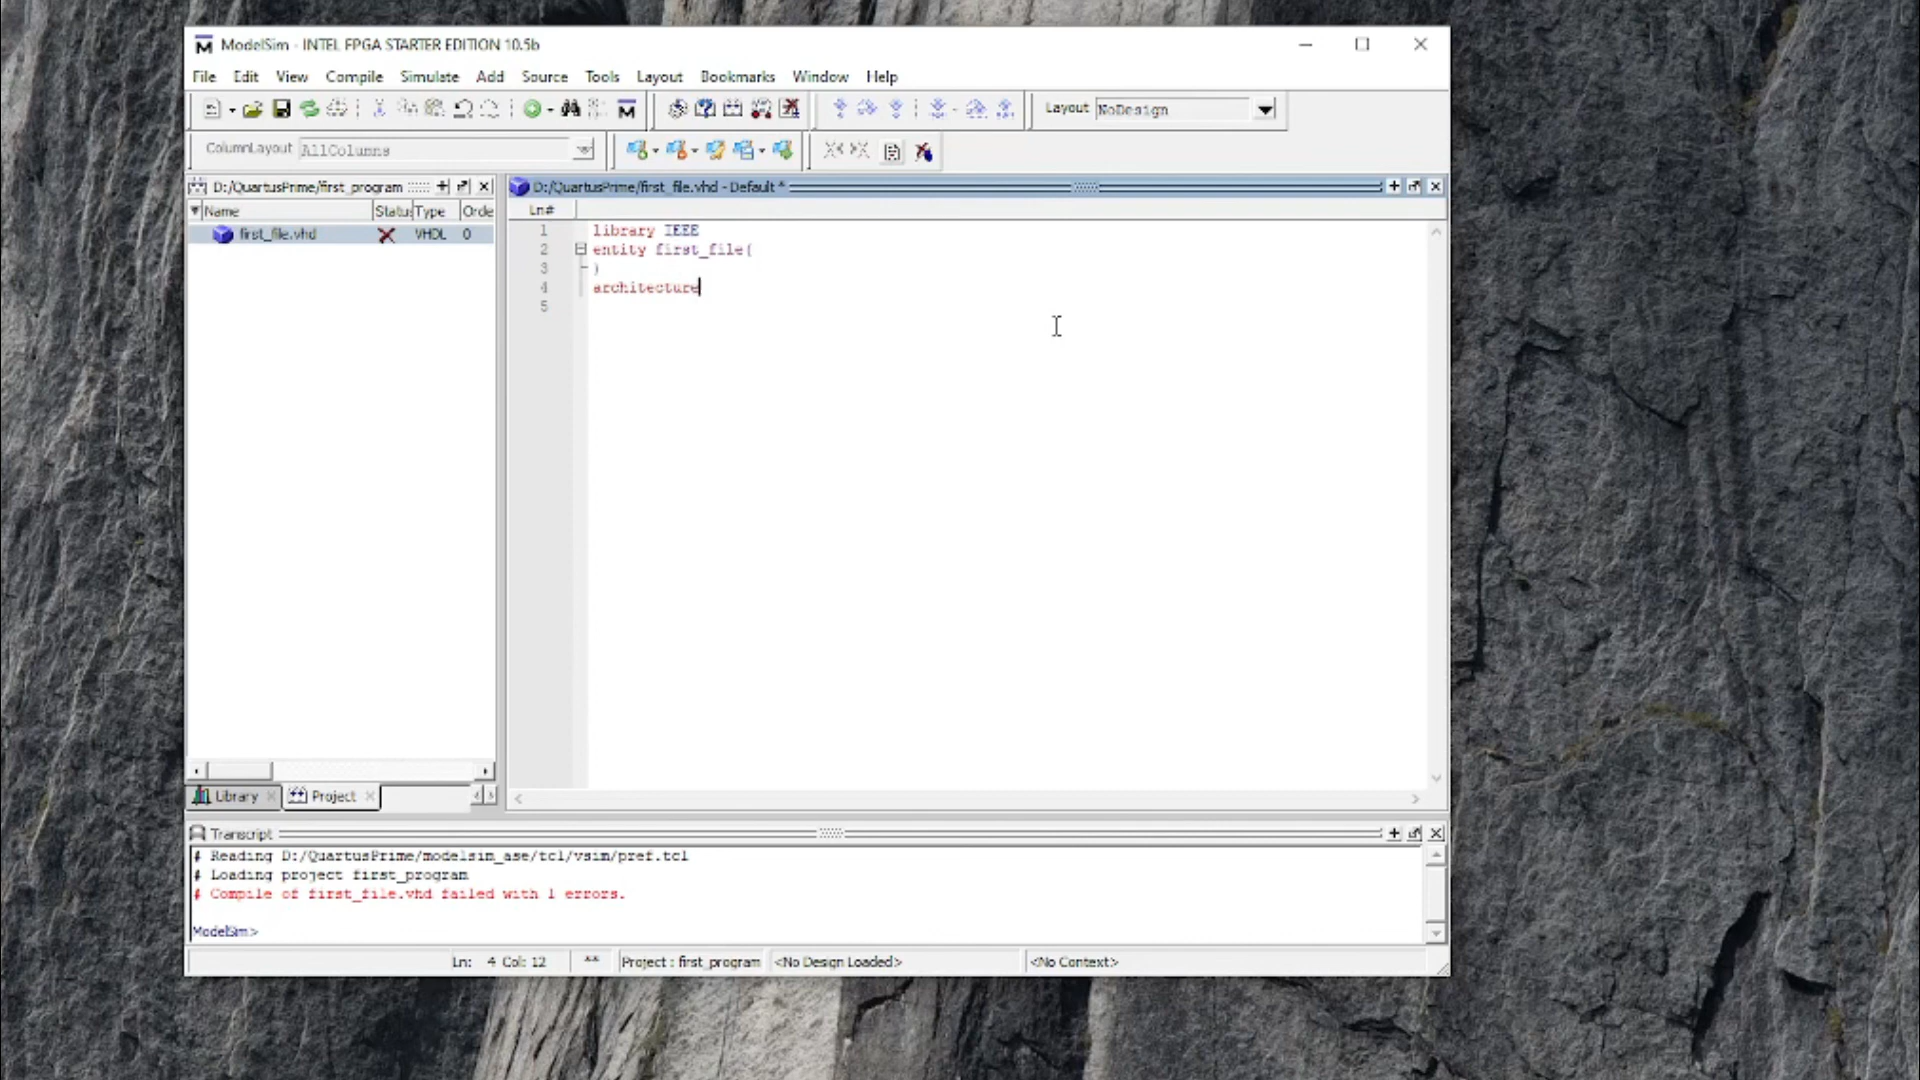 ModelSim - INTEL FPGA STARTER EDITION 10.5b
File Edit View Compile Simulate Add Source Tools Layout Bookmarks Window Help
Layout NoDesign
ColumnLayout AllColumns
D:/QuartusPrime/first_program
D:/QuartusPrime/first_file.vhd - Default *
Name Status Type Orde
Ln#
first_file.vhd VHDL 0
1 library IEEE
2 entity first_file(
3 )
4 architecture
5
Library Project
Transcript
# Reading D:/QuartusPrime/modelsim_ase/tcl/vsim/pref.tcl
# Loading project first_program
# Compile of first_file.vhd failed with 1 errors.
ModelSim>
Ln: 4 Col: 12 ** Project : first_program <No Design Loaded> <No Context>